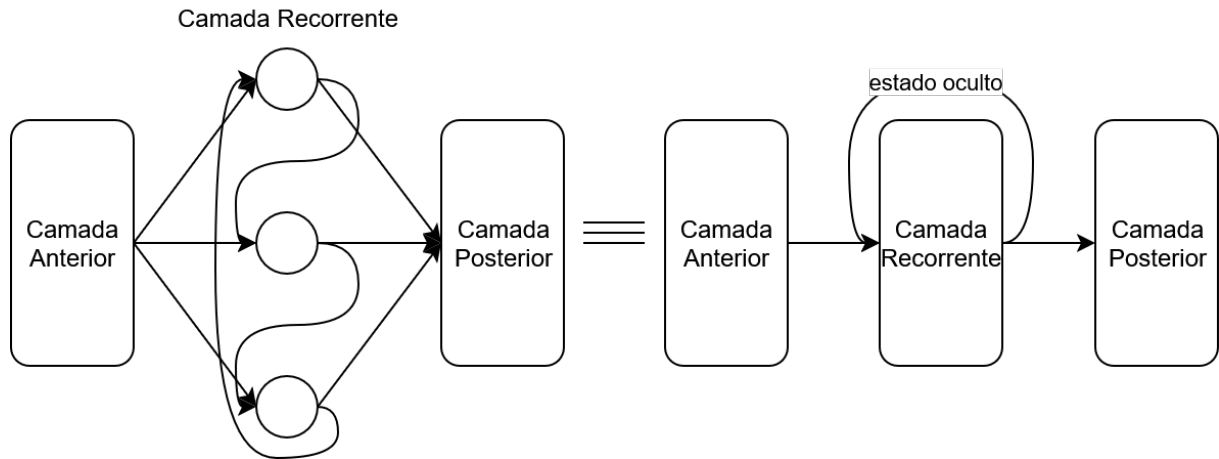 Camada Recorrente
Camada
Anterior
Camada
Posterior
Camada
Anterior
estado oculto
Camada
Recorrente
Camada
Posterior